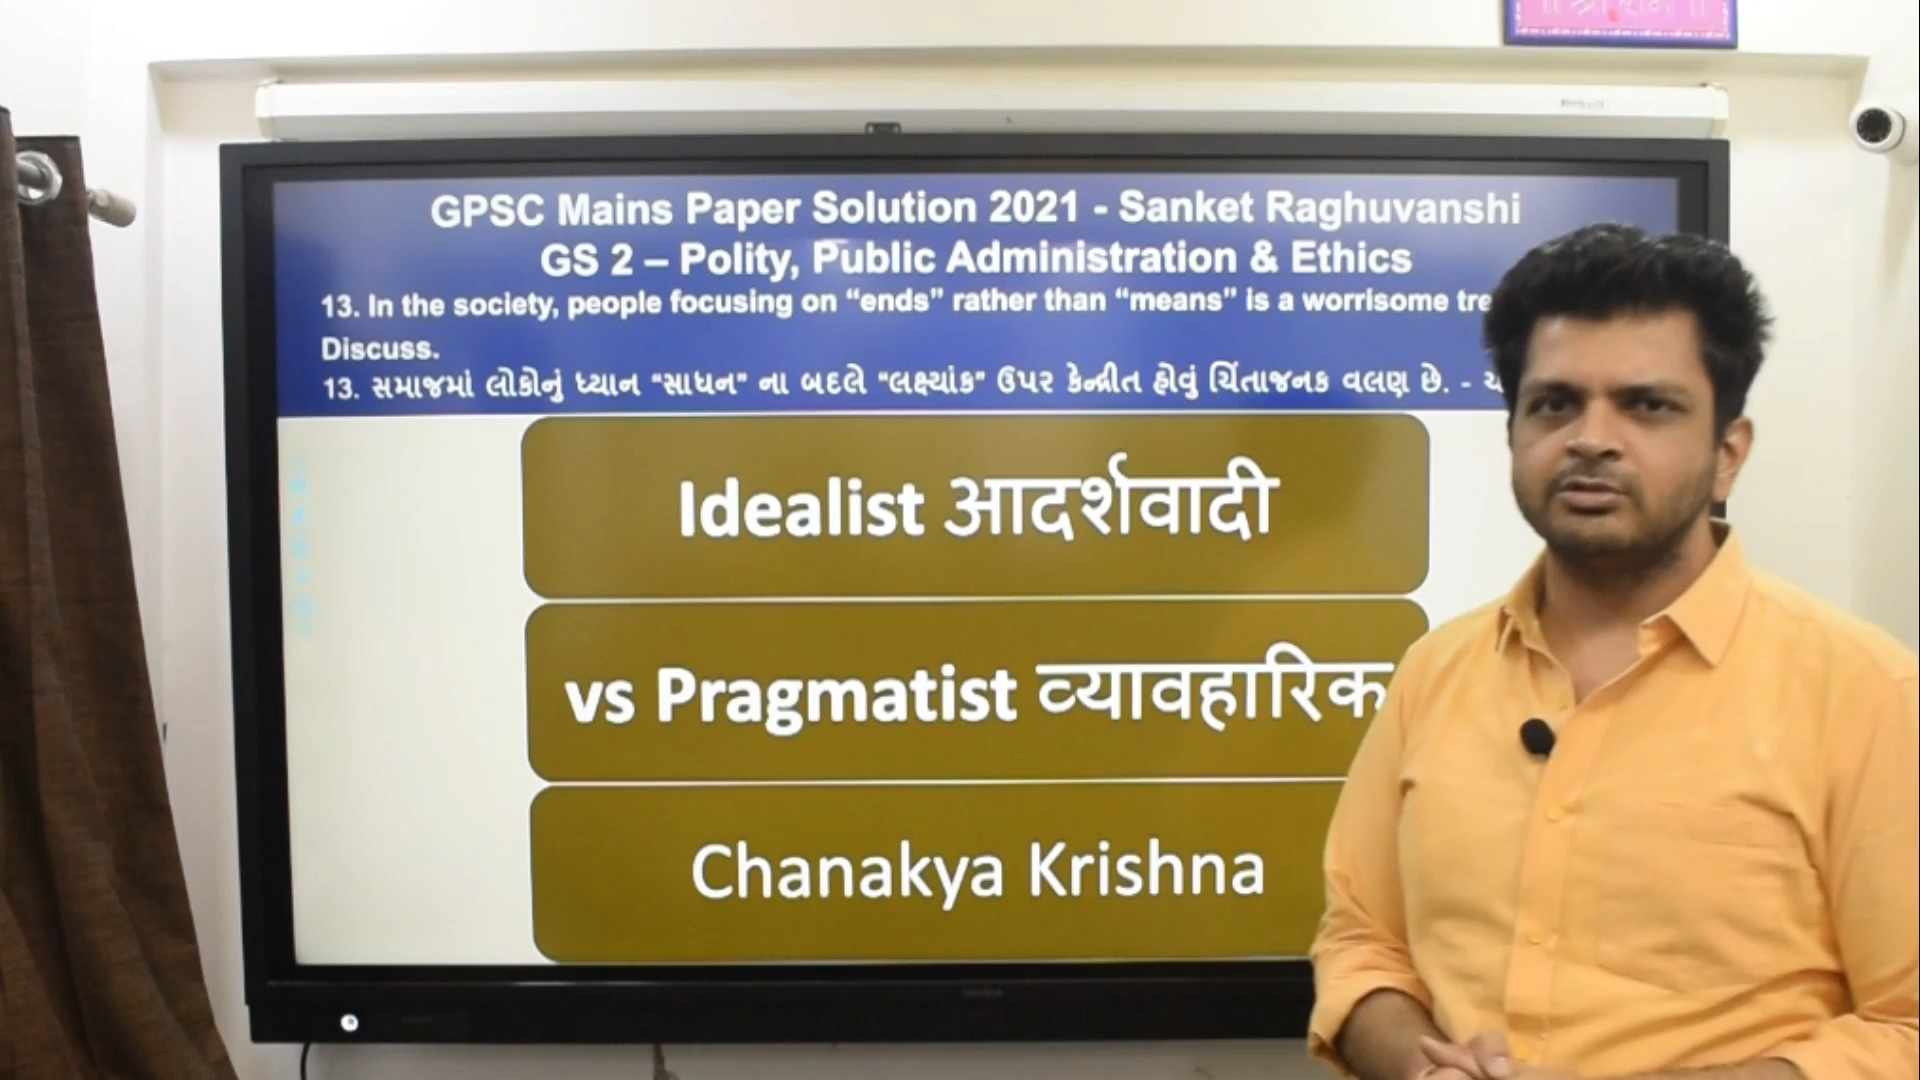 ॥ श्री राम ॥
GPSC Mains Paper Solution 2021 - Sanket Raghuvanshi
GS 2 – Polity, Public Administration & Ethics
13. In the society, people focusing on “ends” rather than “means” is a worrisome tre
Discuss.
13. સમાજમાં લોકોનું ધ્યાન “સાધન” ના બદલે “લક્ષ્યાંક” ઉપર કેન્દ્રીત હોવું ચિંતાજનક વલણ છે. - ચ
Idealist आदर्शवादी
vs Pragmatist व्यावहारिक
Chanakya Krishna